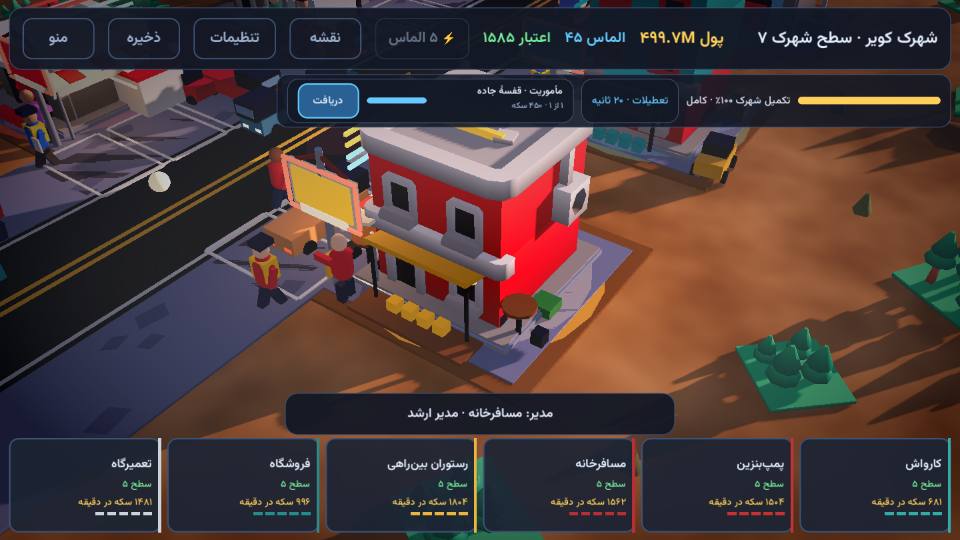 شهرک کویر · سطح شهرک ۷
پول ۴۹۹.۷M
الماس ۴۵
اعتبار ۱۵۸۵
⚡ ۵ الماس
نقشه
تنظیمات
ذخیره
منو
تکمیل شهرک ۱۰۰٪ · کامل
تعطیلات · ۲۰ ثانیه
مأموریت · قفسهٔ جاده
۱ از ۱ · ۴۵۰ سکه
دریافت
مدیر: مسافرخانه · مدیر ارشد
کارواش
سطح ۵
۶۸۱ سکه در دقیقه
پمپ‌بنزین
سطح ۵
۱۵۰۴ سکه در دقیقه
مسافرخانه
سطح ۵
۱۵۶۲ سکه در دقیقه
رستوران بین‌راهی
سطح ۵
۱۸۰۴ سکه در دقیقه
فروشگاه
سطح ۵
۹۹۶ سکه در دقیقه
تعمیرگاه
سطح ۵
۱۴۸۱ سکه در دقیقه